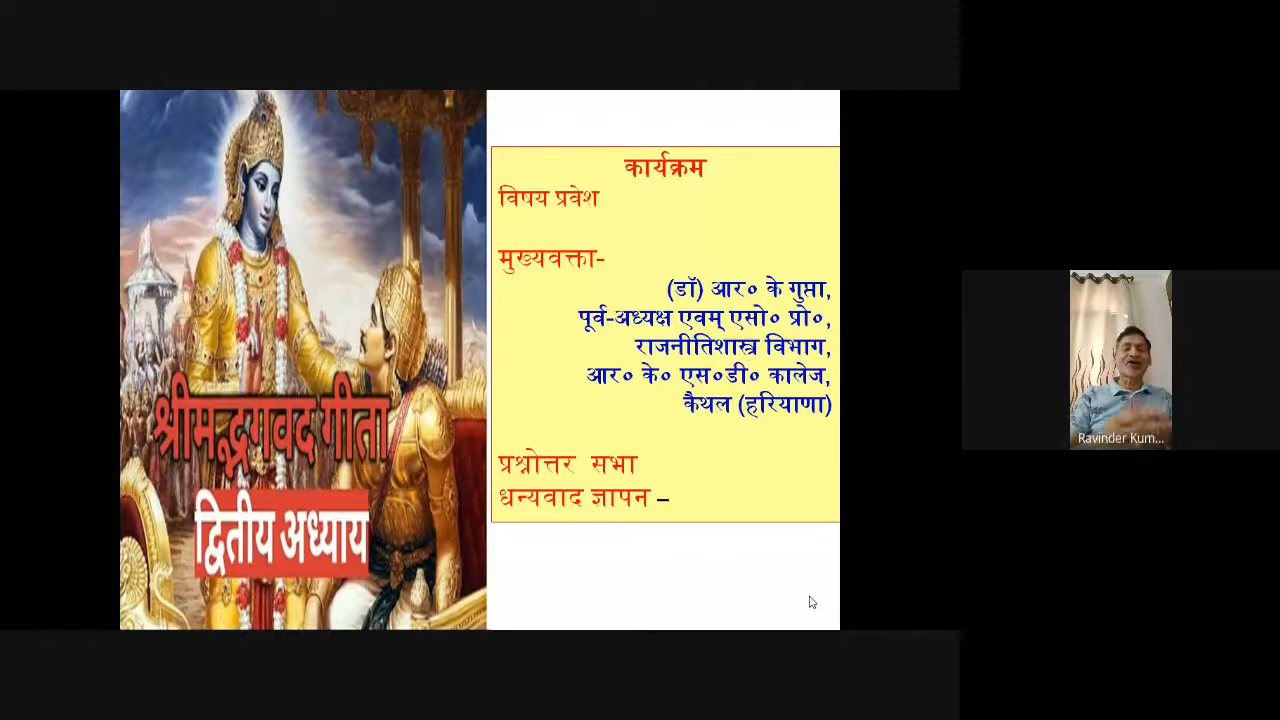 श्रीमद्भगवद गीता
द्वितीय अध्याय
कार्यक्रम
विषय प्रवेश
मुख्यवक्ता-
(डॉ) आर० के गुप्ता,
पूर्व-अध्यक्ष एवम् एसो० प्रो०,
राजनीतिशास्त्र विभाग,
आर० के० एस०डी० कालेज,
कैथल (हरियाणा)
प्रश्नोत्तर सभा
धन्यवाद ज्ञापन –
Ravinder Kum...